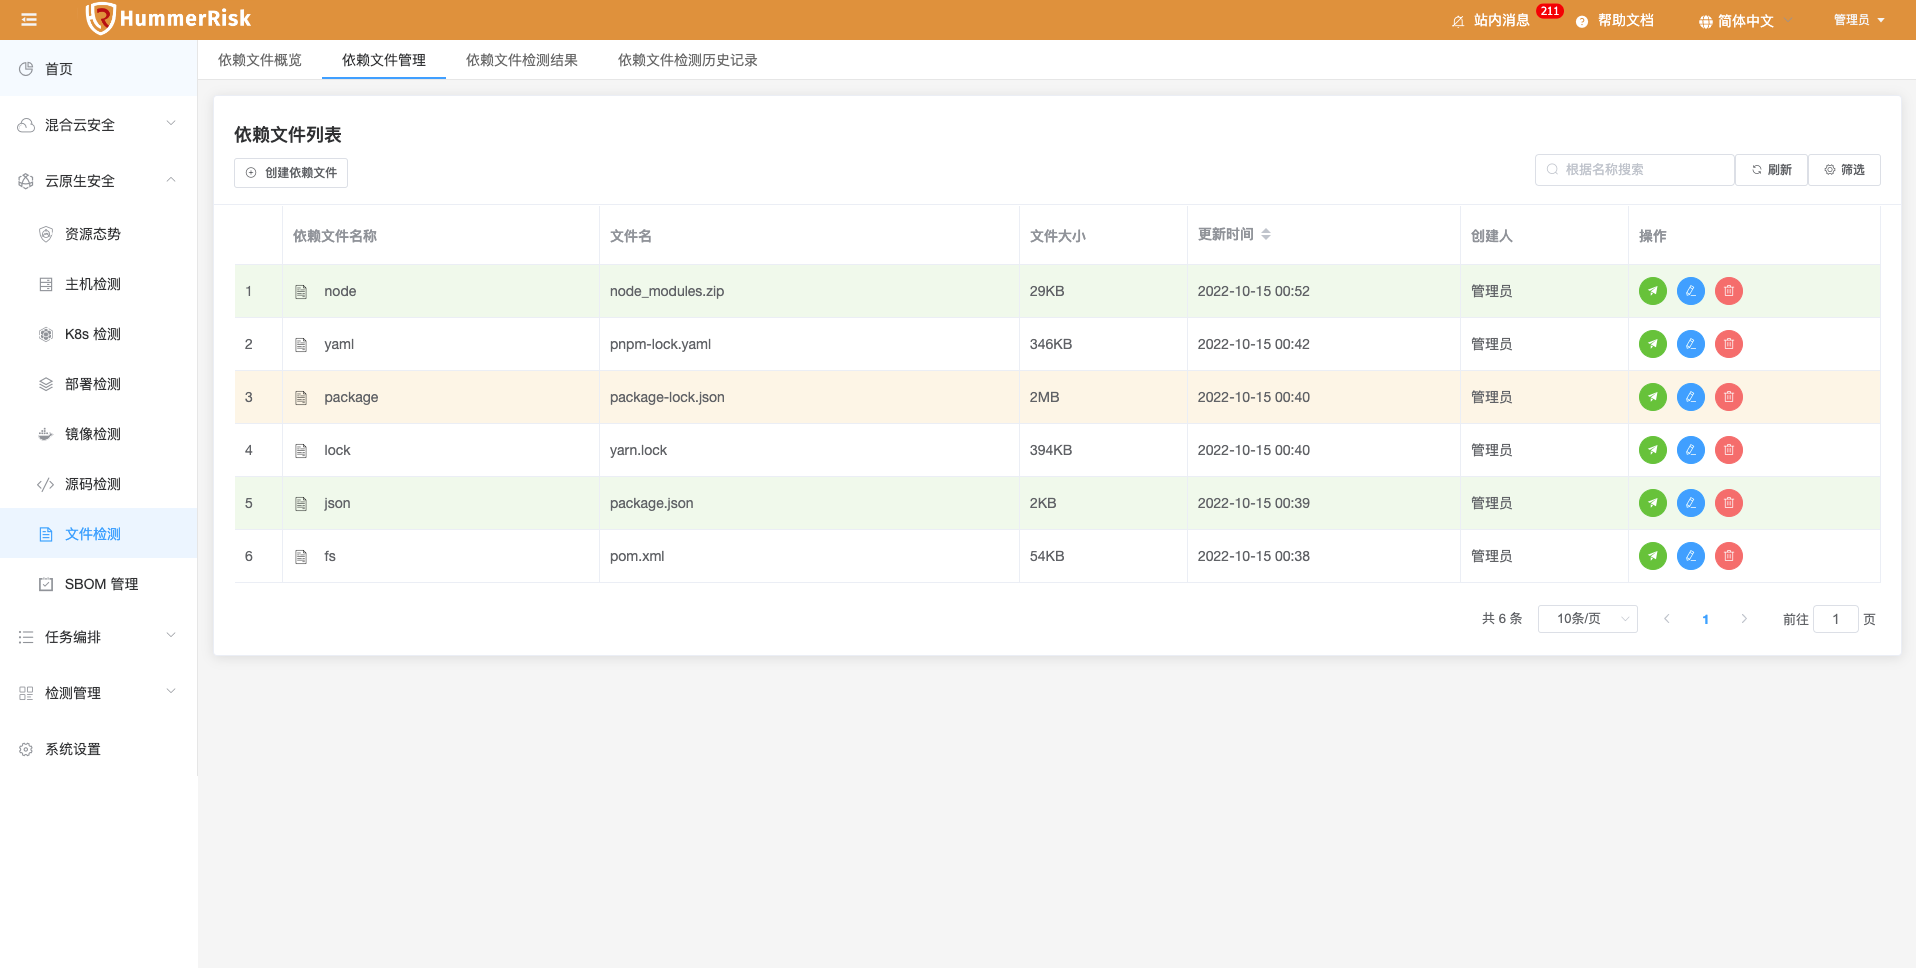 HummerRisk
站内消息 211 帮助文档 简体中文 管理员
首页
混合云安全
云原生安全
资源态势
主机检测
K8s 检测
部署检测
镜像检测
源码检测
文件检测
SBOM 管理
任务编排
检测管理
系统设置
依赖文件概览 依赖文件管理 依赖文件检测结果 依赖文件检测历史记录
依赖文件列表
创建依赖文件 根据名称搜索 刷新 筛选
依赖文件名称 文件名 文件大小 更新时间 创建人 操作
1 node node_modules.zip 29KB 2022-10-15 00:52 管理员
2 yaml pnpm-lock.yaml 346KB 2022-10-15 00:42 管理员
3 package package-lock.json 2MB 2022-10-15 00:40 管理员
4 lock yarn.lock 394KB 2022-10-15 00:40 管理员
5 json package.json 2KB 2022-10-15 00:39 管理员
6 fs pom.xml 54KB 2022-10-15 00:38 管理员
共 6 条 10条/页 1 前往 1 页